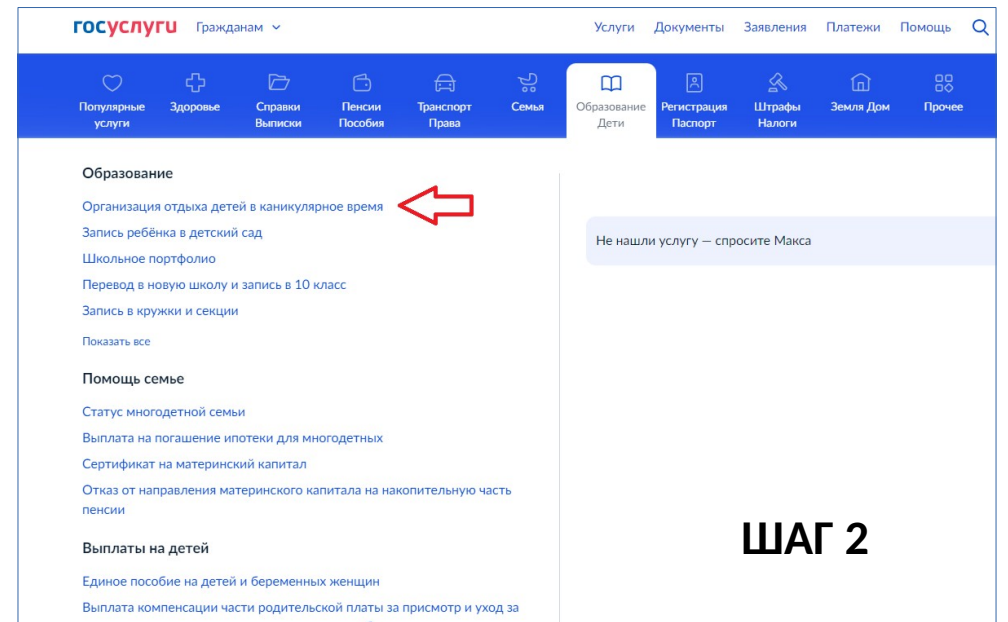 госуслуги Гражданам Услуги Документы Заявления Платежи Помощь
Популярные услуги
Здоровье
Справки Выписки
Пенсии Пособия
Транспорт Права
Семья
Образование Дети
Регистрация Паспорт
Штрафы Налоги
Земля Дом
Прочее
Образование
Организация отдыха детей в каникулярное время
Запись ребёнка в детский сад
Не нашли услугу — спросите Макса
Школьное портфолио
Перевод в новую школу и запись в 10 класс
Запись в кружки и секции
Показать все
Помощь семье
Статус многодетной семьи
Выплата на погашение ипотеки для многодетных
Сертификат на материнский капитал
Отказ от направления материнского капитала на накопительную часть
пенсии
ШАГ 2
Выплаты на детей
Единое пособие на детей и беременных женщин
Выплата компенсации части родительской платы за присмотр и уход за